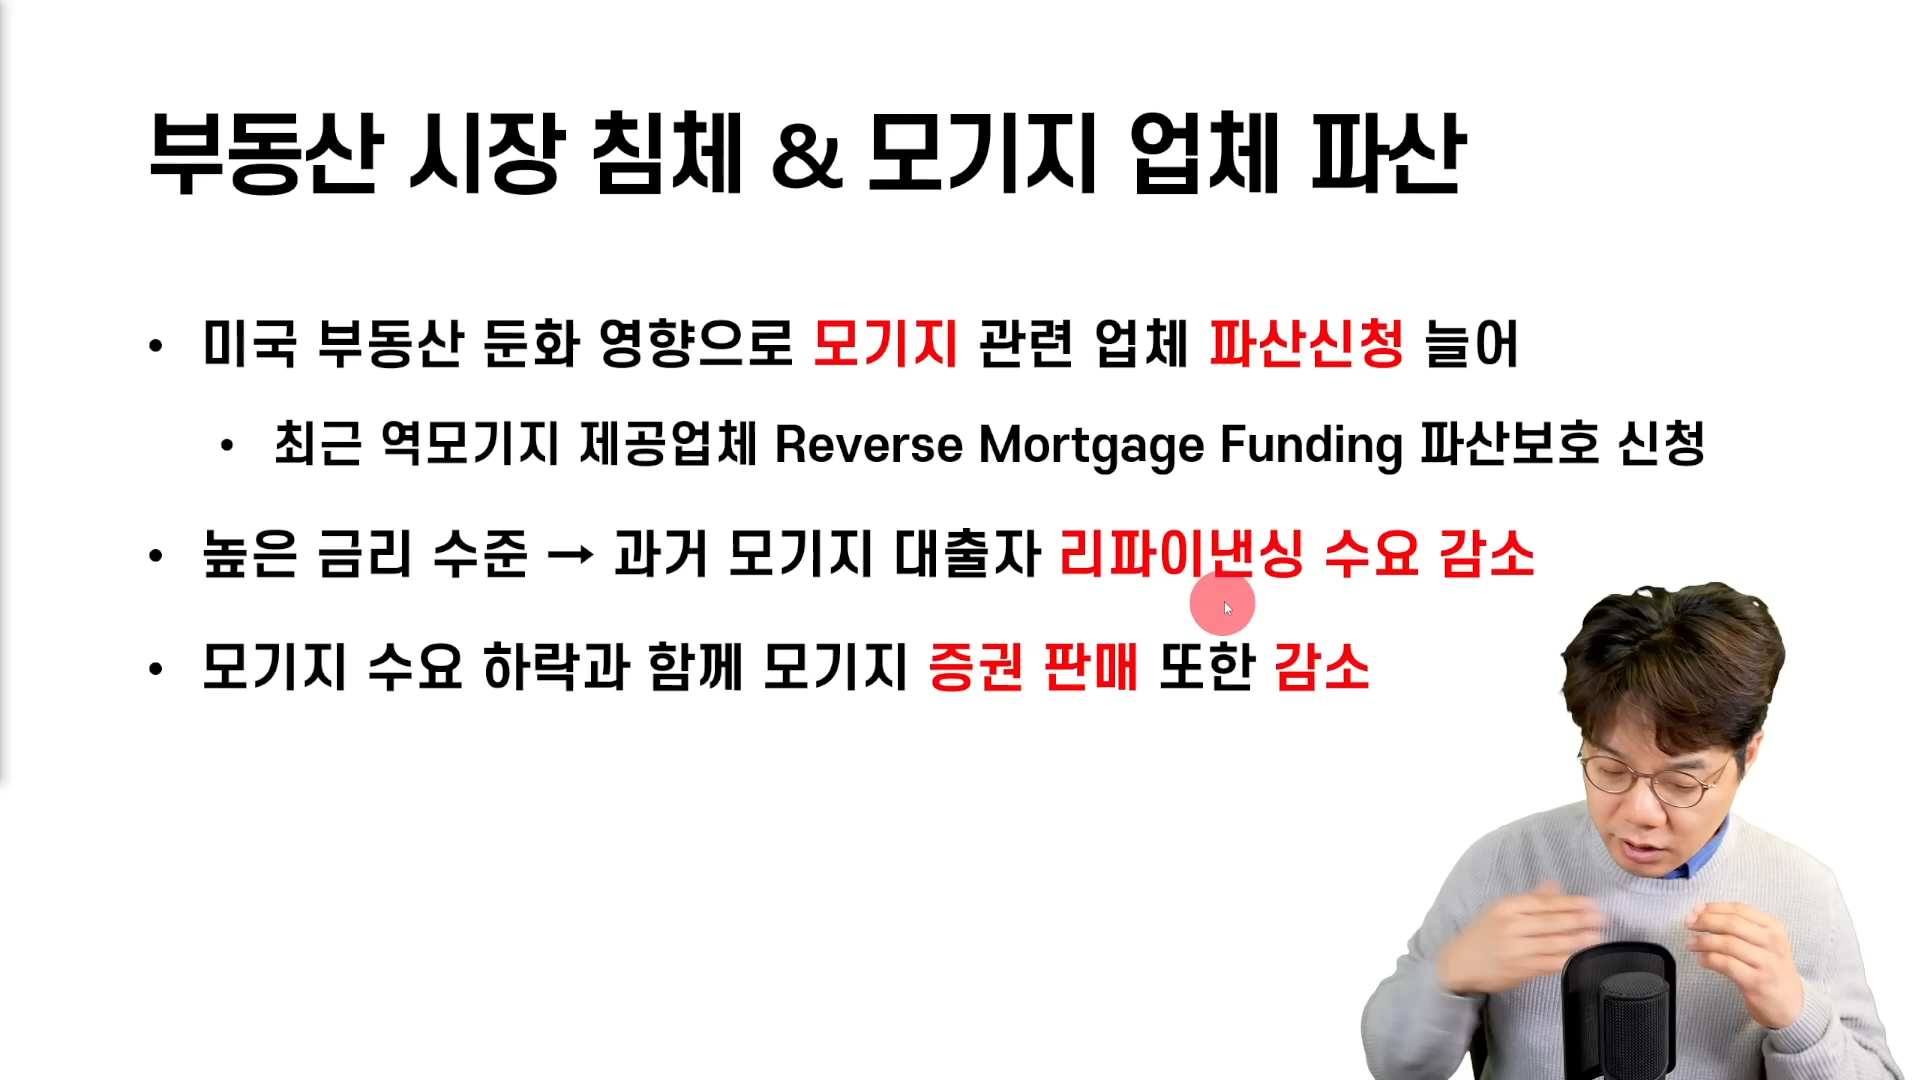 부동산 시장 침체 & 모기지 업체 파산
• 미국 부동산 둔화 영향으로 모기지 관련 업체 파산신청 늘어
• 최근 역모기지 제공업체 Reverse Mortgage Funding 파산보호 신청
• 높은 금리 수준 → 과거 모기지 대출자 리파이낸싱 수요 감소
• 모기지 수요 하락과 함께 모기지 증권 판매 또한 감소